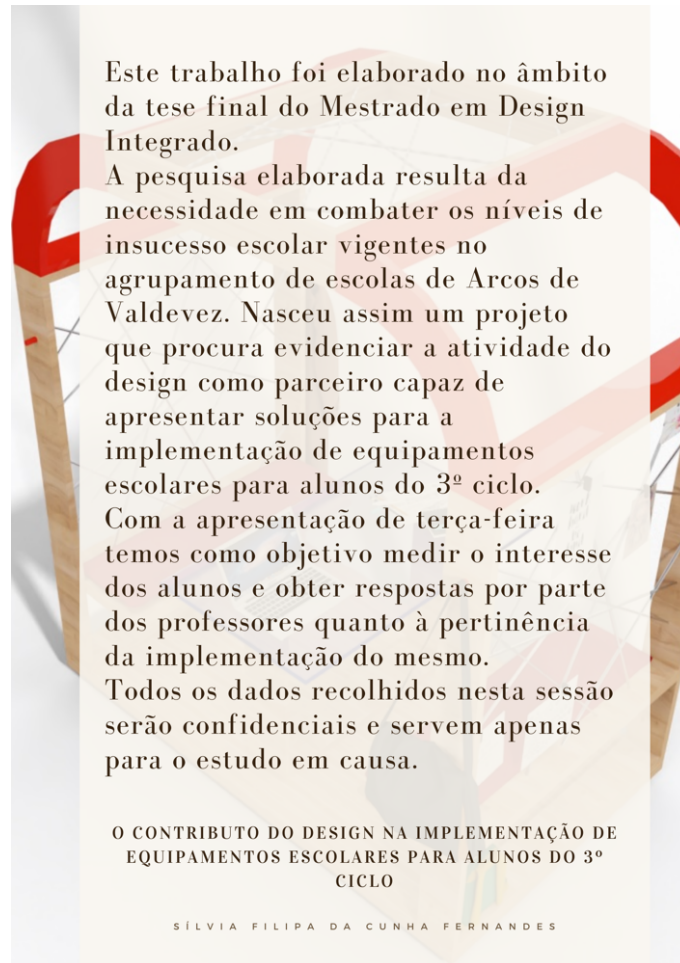 Este trabalho foi elaborado no âmbito
da tese final do Mestrado em Design
Integrado.
A pesquisa elaborada resulta da
necessidade em combater os níveis de
insucesso escolar vigentes no
agrupamento de escolas de Arcos de
Valdevez. Nasceu assim um projeto
que procura evidenciar a atividade do
design como parceiro capaz de
apresentar soluções para a
implementação de equipamentos
escolares para alunos do 3º ciclo.
Com a apresentação de terça-feira
temos como objetivo medir o interesse
dos alunos e obter respostas por parte
dos professores quanto à pertinência
da implementação do mesmo.
Todos os dados recolhidos nesta sessão
serão confidenciais e servem apenas
para o estudo em causa.
O CONTRIBUTO DO DESIGN NA IMPLEMENTAÇÃO DE
EQUIPAMENTOS ESCOLARES PARA ALUNOS DO 3º
CICLO
SÍLVIA FILIPA DA CUNHA FERNANDES